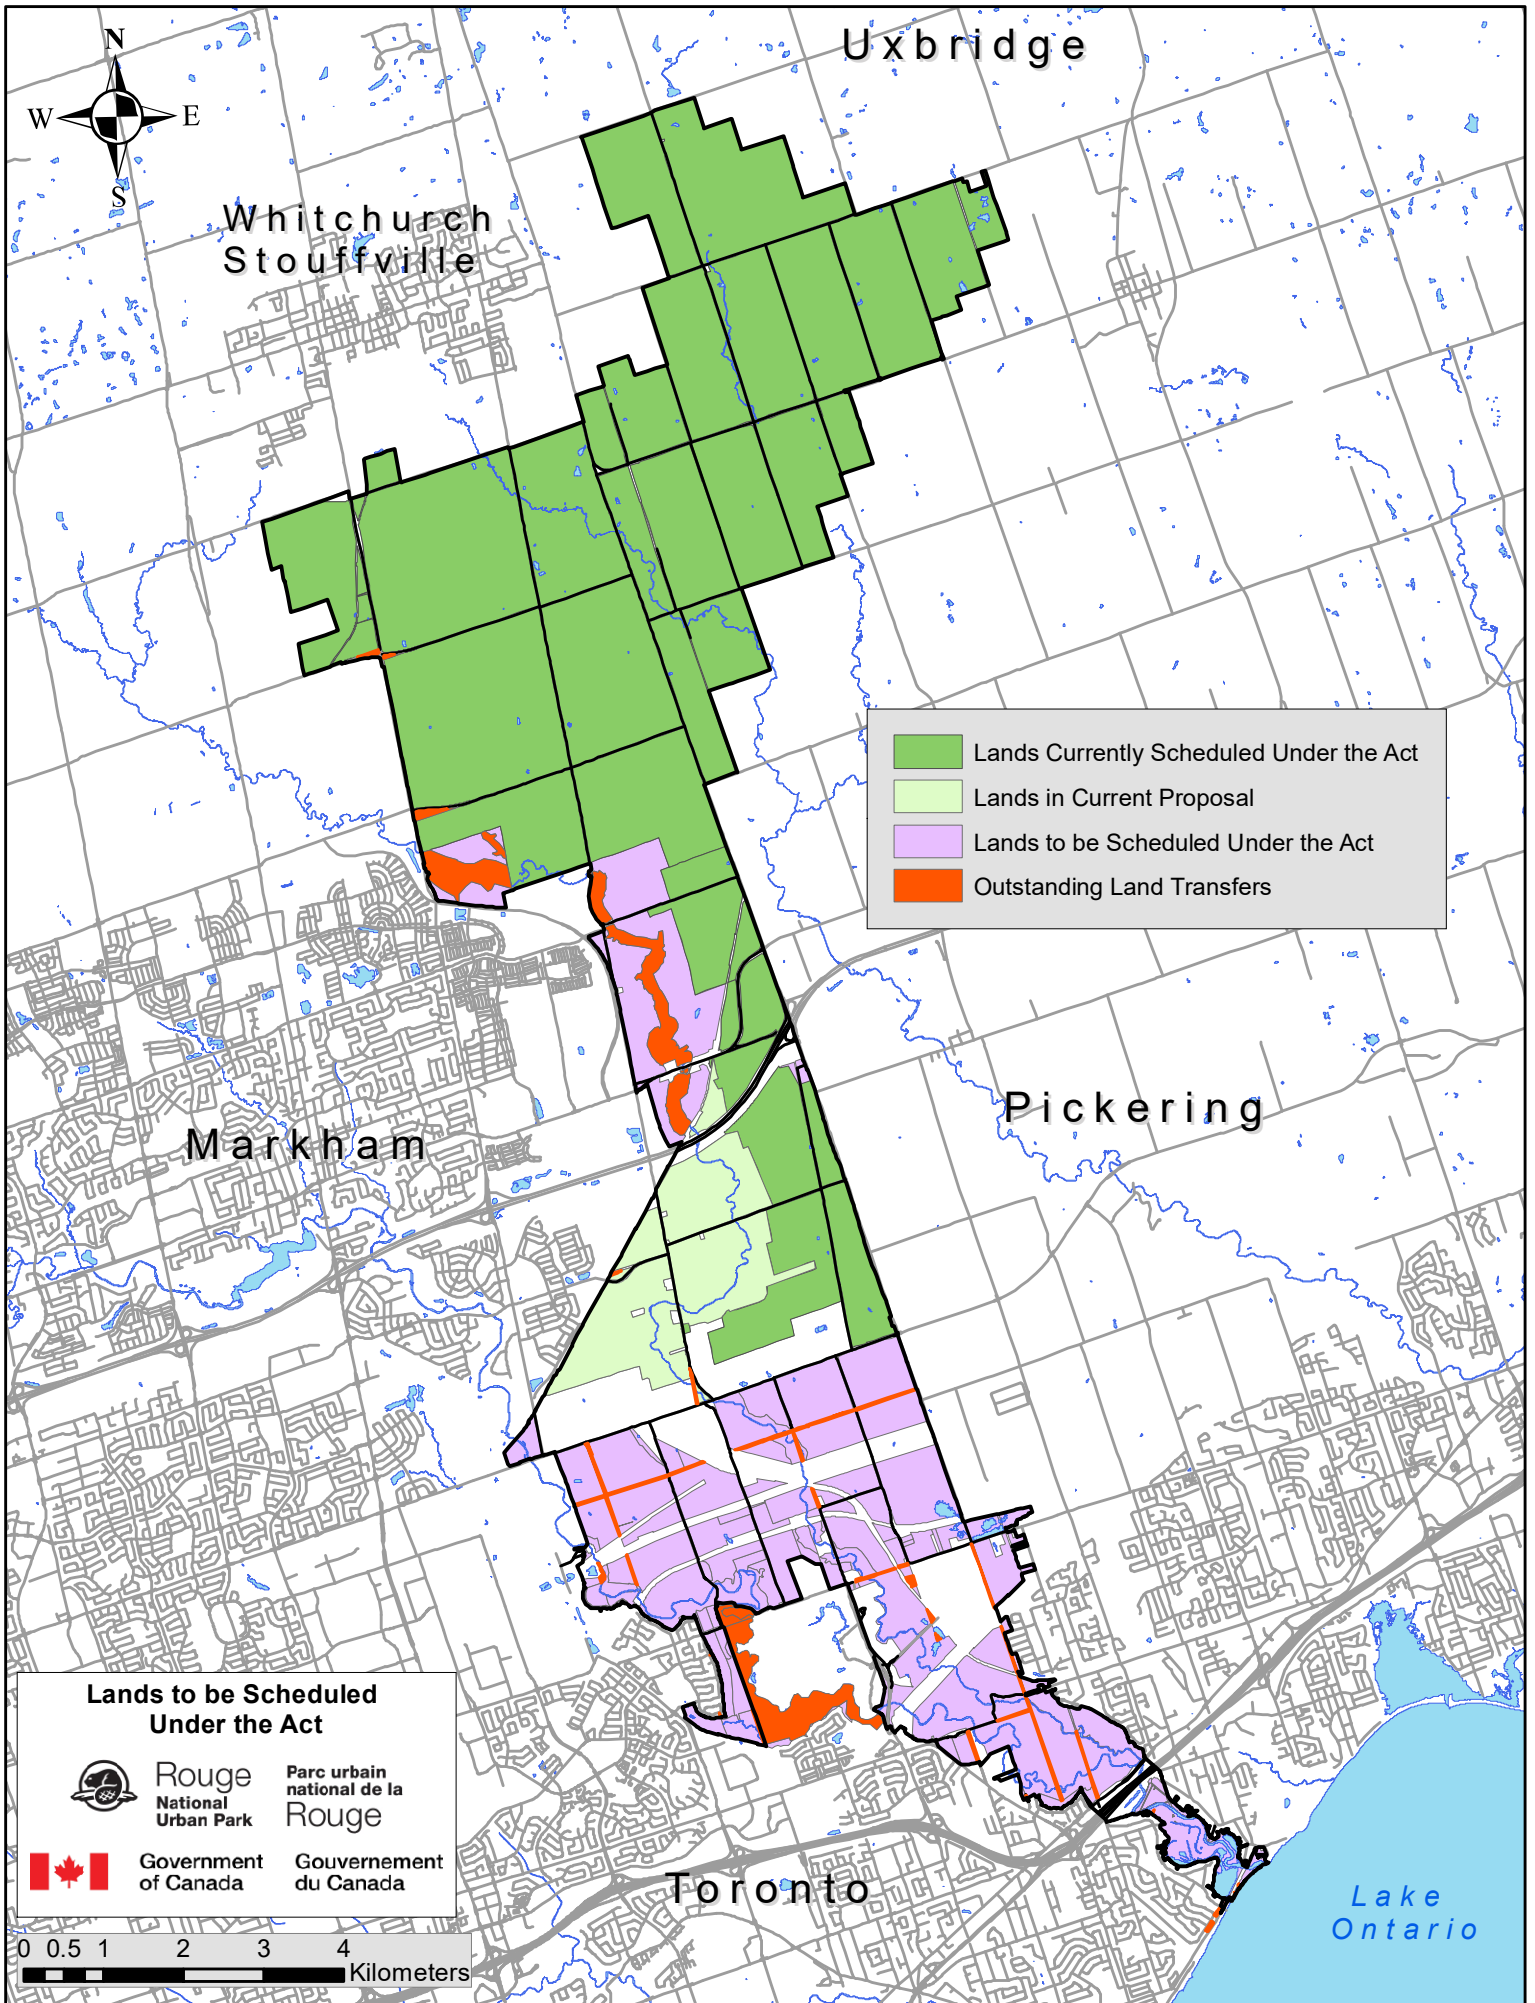 Uxbridge
N
W
E
S
Whitchurch
Stouffville
Lands Currently Scheduled Under the Act
Lands in Current Proposal
Lands to be Scheduled Under the Act
Outstanding Land Transfers
Pickering
Markham
Lands to be Scheduled
Under the Act
Rouge
National
Urban Park
Parc urbain
national de la
Rouge
Government
of Canada
Gouvernement
du Canada
Toronto
Lake
Ontario
0 0.5 1 2 3 4
Kilometers